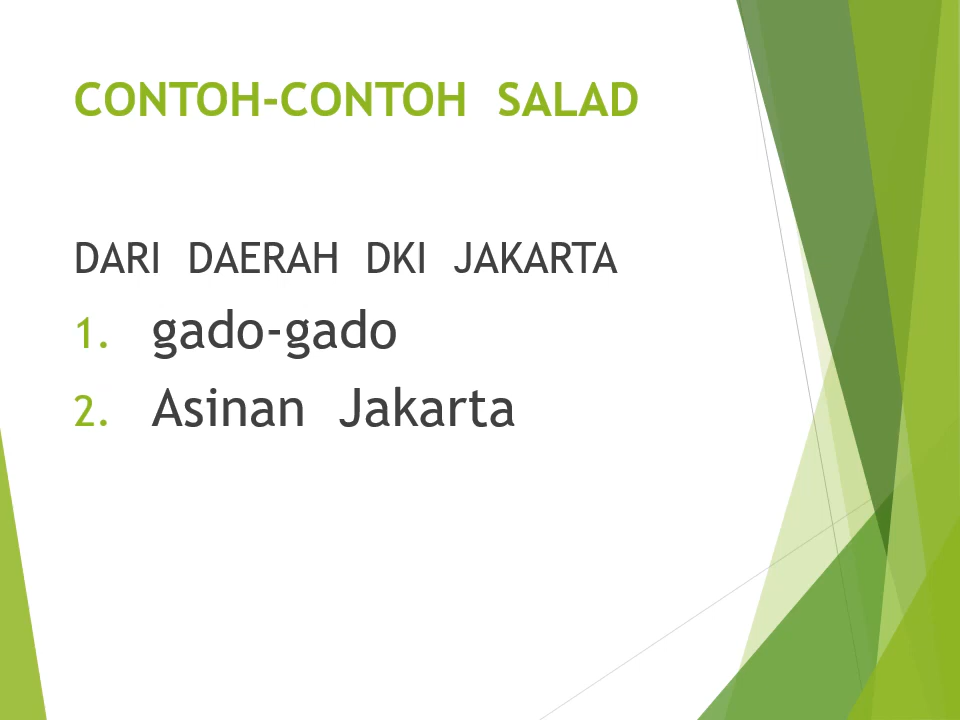 CONTOH-CONTOH SALAD
DARI DAERAH DKI JAKARTA
1. gado-gado
2. Asinan Jakarta